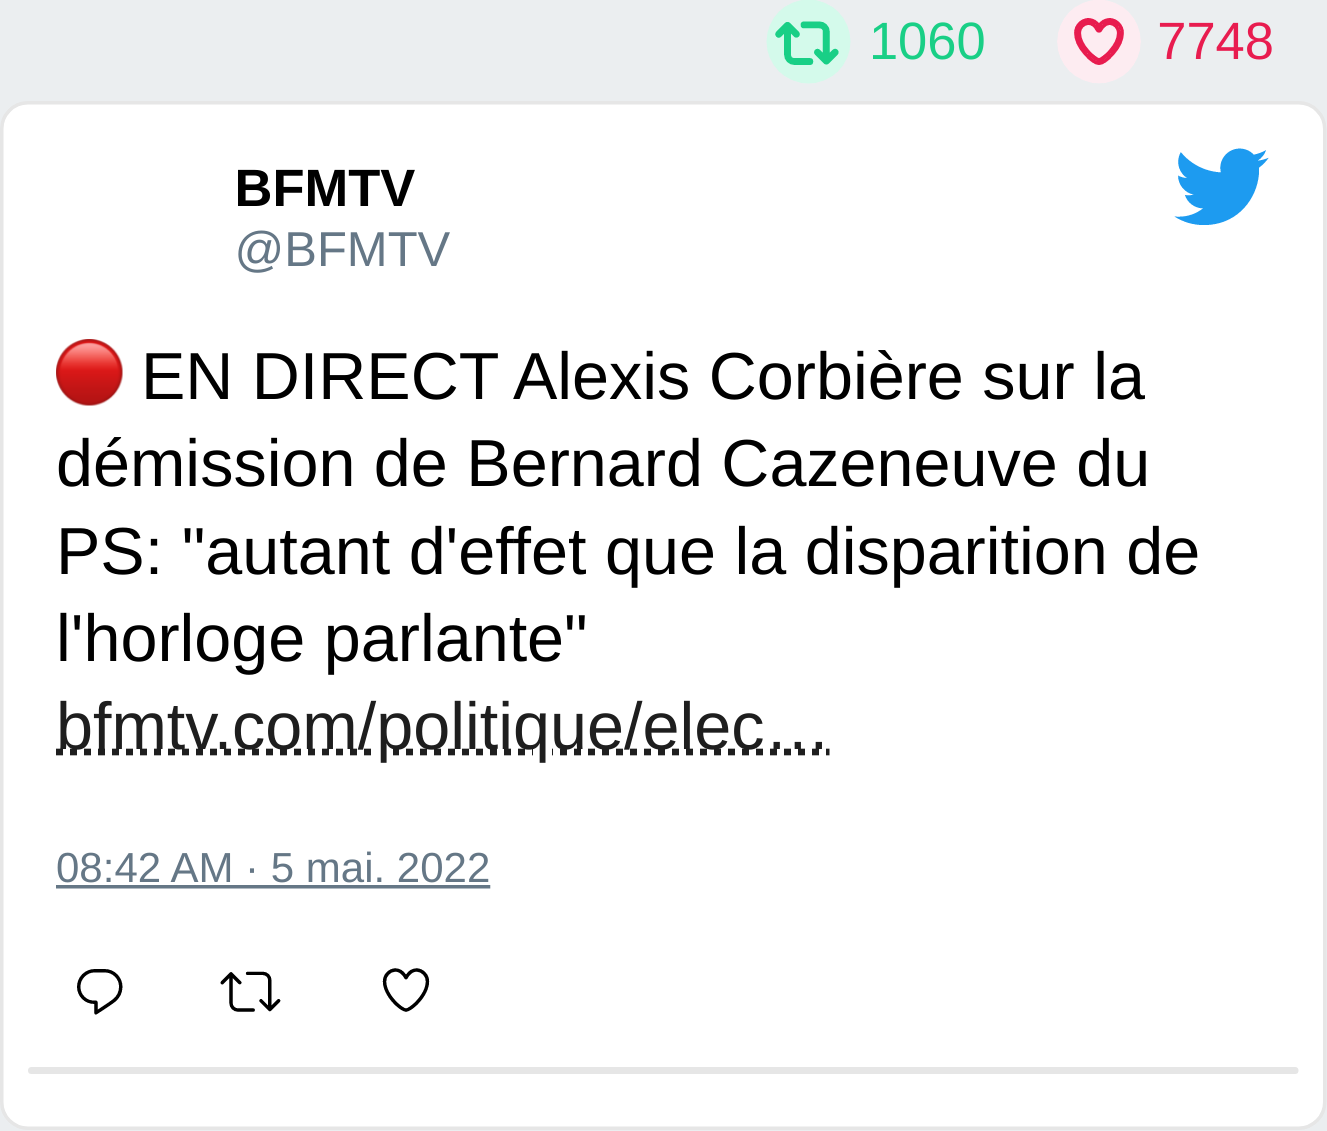 1060 7748
BFMTV
@BFMTV
🔴 EN DIRECT Alexis Corbière sur la
démission de Bernard Cazeneuve du
PS: "autant d'effet que la disparition de
l'horloge parlante"
bfmtv.com/politique/elec…
08:42 AM · 5 mai. 2022